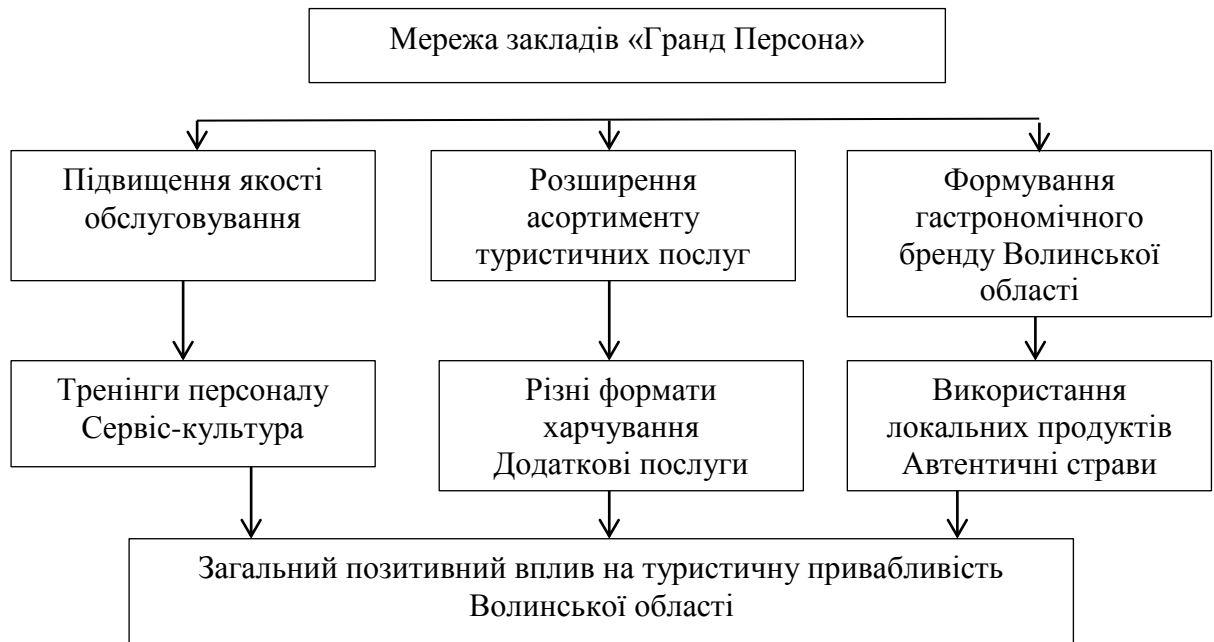 Мережа закладів «Гранд Персона»
Підвищення якості
обслуговування
Розширення
асортименту
туристичних послуг
Формування
гастрономічного
бренду Волинської
області
Тренінги персоналу
Сервіс-культура
Різні формати
харчування
Додаткові послуги
Використання
локальних продуктів
Автентичні страви
Загальний позитивний вплив на туристичну привабливість
Волинської області